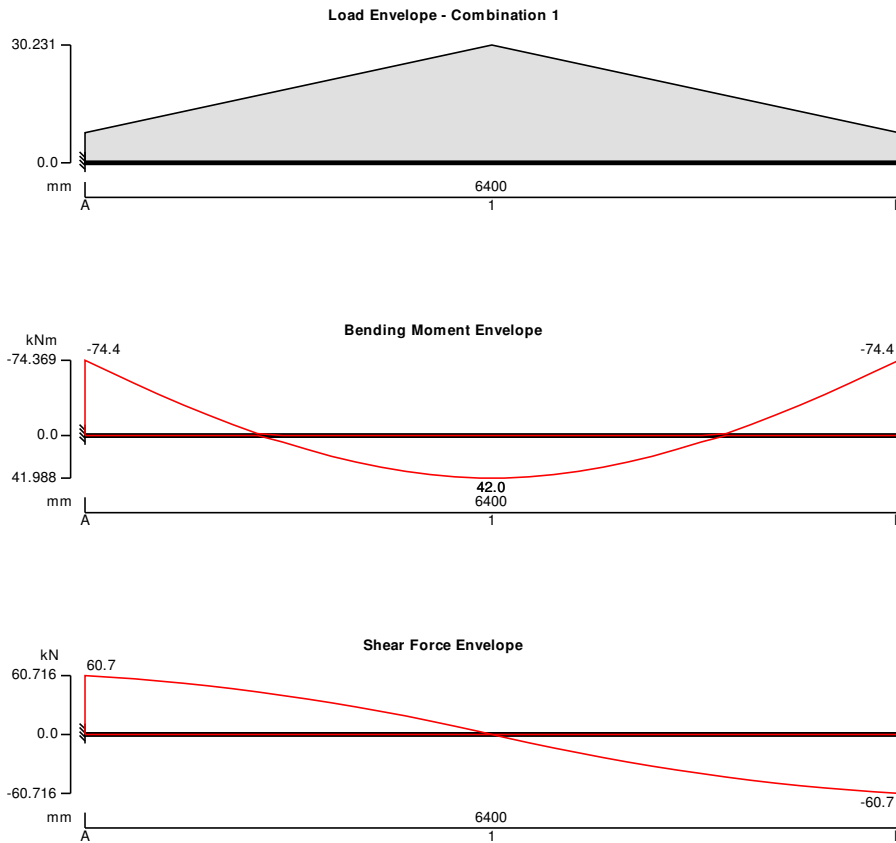 Load Envelope - Combination 1
30.231
0.0
mm
6400
A
1
Bending Moment Envelope
kNm
-74.369
-74.4
-74.4
0.0
41.988
42.0
mm
6400
A
1
Shear Force Envelope
kN
60.716
60.7
0.0
-60.716
-60.7
mm
6400
A
1